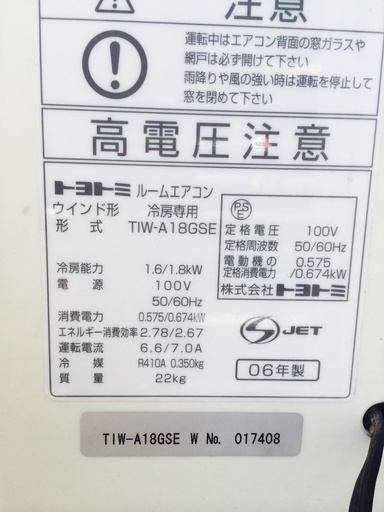 注意
運転中はエアコン背面の窓ガラスや
網戸は必ず開けて下さい
雨降りや風の強い時は運転を停止して
窓を閉めて下さい
高電圧注意
トヨトミ ルームエアコン
ウインド形 冷房専用
形式 TIW-A18GSE
冷房能力 1.6/1.8kW
電源 100V
50/60Hz
消費電力 0.575/0.674kW
エネルギー消費効率 2.78/2.67
運転電流 6.6/7.0A
冷媒 R410A 0.350kg
質量 22kg
PSE
定格電圧 100V
定格周波数 50/60Hz
電動機の定格消費電力 0.575/0.674kW
株式会社 トヨトミ
JET
06年製
TIW-A18GSE W No. 017408